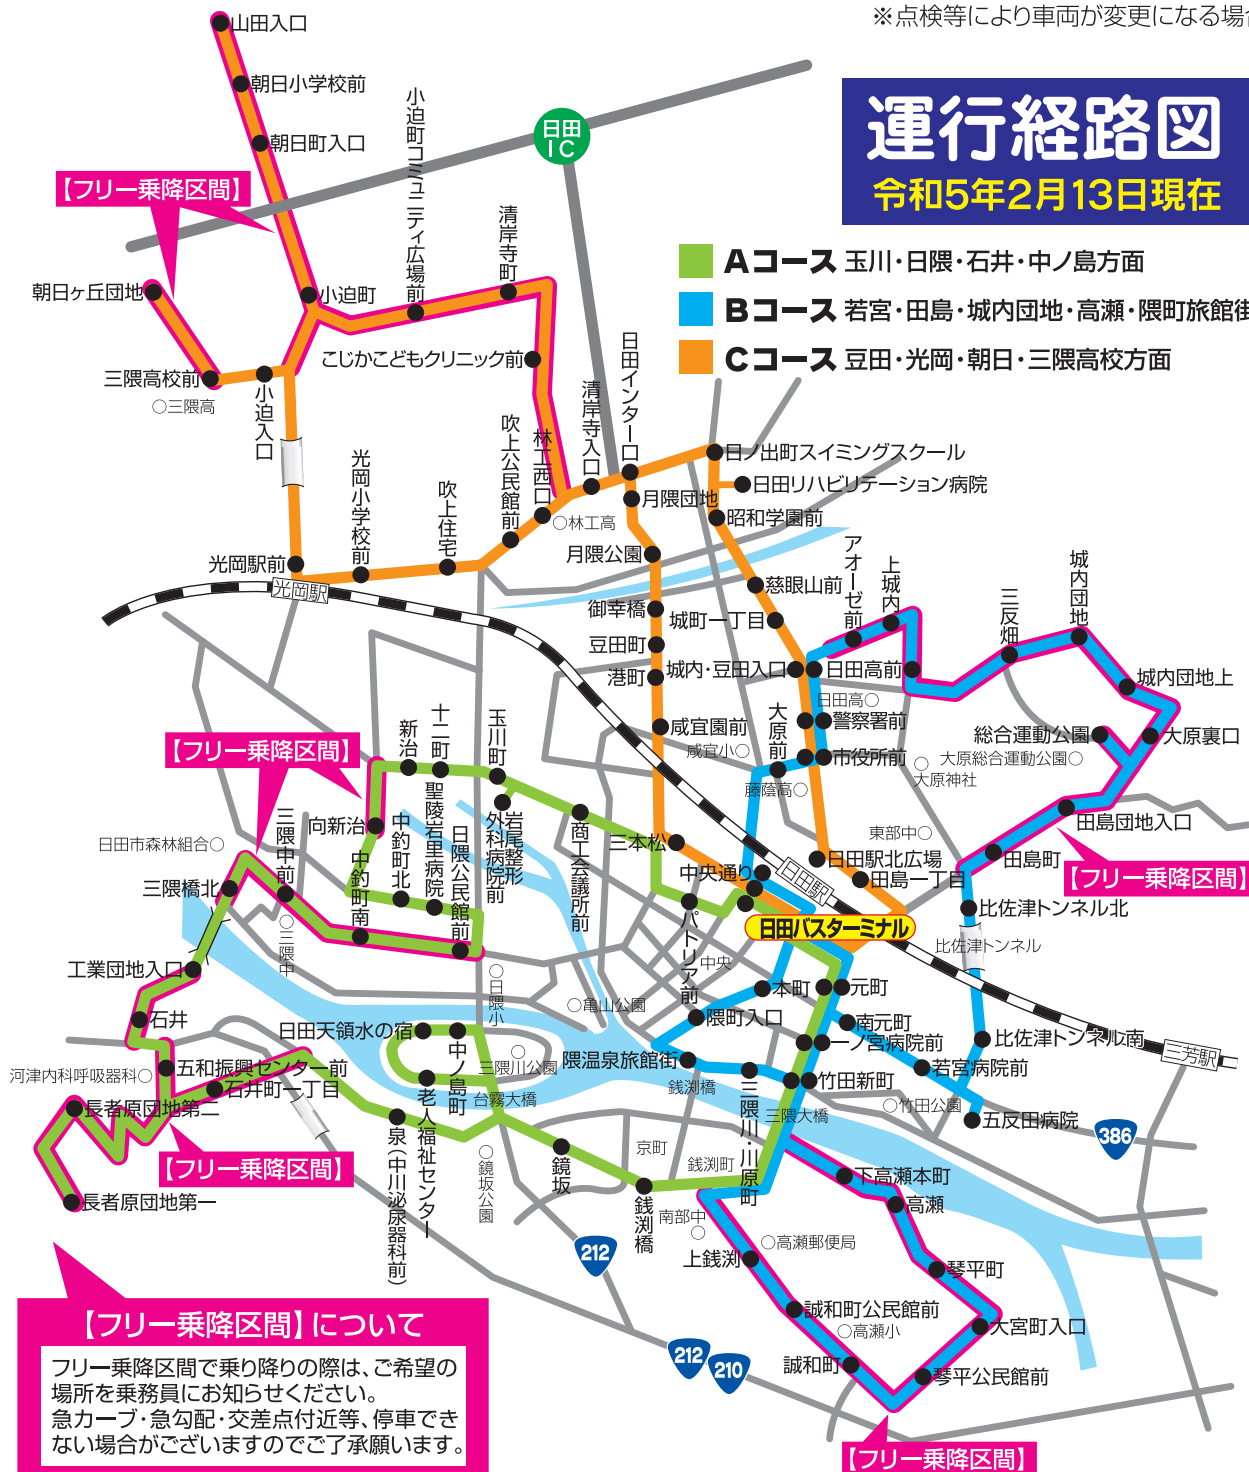 ※点検等により車両が変更になる場合
運行経路図
令和5年2月13日現在
Aコース 玉川・日隈・石井・中ノ島方面
Bコース 若宮・田島・城内団地・高瀬・隈町旅館街
Cコース 豆田・光岡・朝日・三隈高校方面
山田入口
朝日小学校前
朝日町入口
日田
IC
【フリー乗降区間】
小迫町コミュニティ広場前
清岸寺町
朝日ヶ丘団地
小迫町
こじかこどもクリニック前
日田インター口
三隈高校前
○三隈高
小迫入口
清岸寺入口
林工西口
吹上公民館前
吹上住宅
光岡小学校前
光岡駅前
光岡駅
○林工高
日ノ出町スイミングスクール
日田リハビリテーション病院
月隈団地
昭和学園前
月隈公園
慈眼山前
アオーゼ前
上城内
三反畑
城内団地
御幸橋
城町一丁目
豆田町
港町
城内・豆田入口
日田高前
城内団地上
日田高○
咸宜園前
咸宜小○
大原前
警察署前
市役所前
総合運動公園
大原総合運動公園○
大原裏口
○
大原神社
藤蔭高○
新治
十二町
玉川町
【フリー乗降区間】
向新治
聖陵岩里病院
岩尾整形
外科病院前
商工会議所前
三本松
東部中○
日田駅北広場
田島一丁目
田島団地入口
田島町
【フリー乗降区間】
日田市森林組合○
三隈中前
中釣町北
日隈公民館前
中釣町南
中央通り
日田駅
三隈橋北
○三隈中
パトリア前
日田バスターミナル
比佐津トンネル北
比佐津トンネル
工業団地入口
○日隈小
中央
本町
元町
○亀山公園
隈町入口
南元町
石井
日田天領水の宿
中ノ島町
○
三隈川公園
隈温泉旅館街
一ノ宮病院前
比佐津トンネル南
三芳駅
五和振興センター前
河津内科呼吸器科○
石井町一丁目
老人福祉センター
台霧大橋
銭渕橋
三隈川・川原町
竹田新町
若宮病院前
三隈大橋
○竹田公園
五反田病院
386
長者原団地第二
泉（中川泌尿器科前）
○鏡坂公園
鏡坂
京町
銭渕町
【フリー乗降区間】
長者原団地第一
銭渕橋
下高瀬本町
高瀬
南部中
○
○高瀬郵便局
212
上銭渕
琴平町
誠和町公民館前
○高瀬小
大宮町入口
誠和町
琴平公民館前
212
210
【フリー乗降区間】
【フリー乗降区間】について
フリー乗降区間で乗り降りの際は、ご希望の
場所を乗務員にお知らせください。
急カーブ・急勾配・交差点付近等、停車でき
ない場合がございますのでご了承願います。